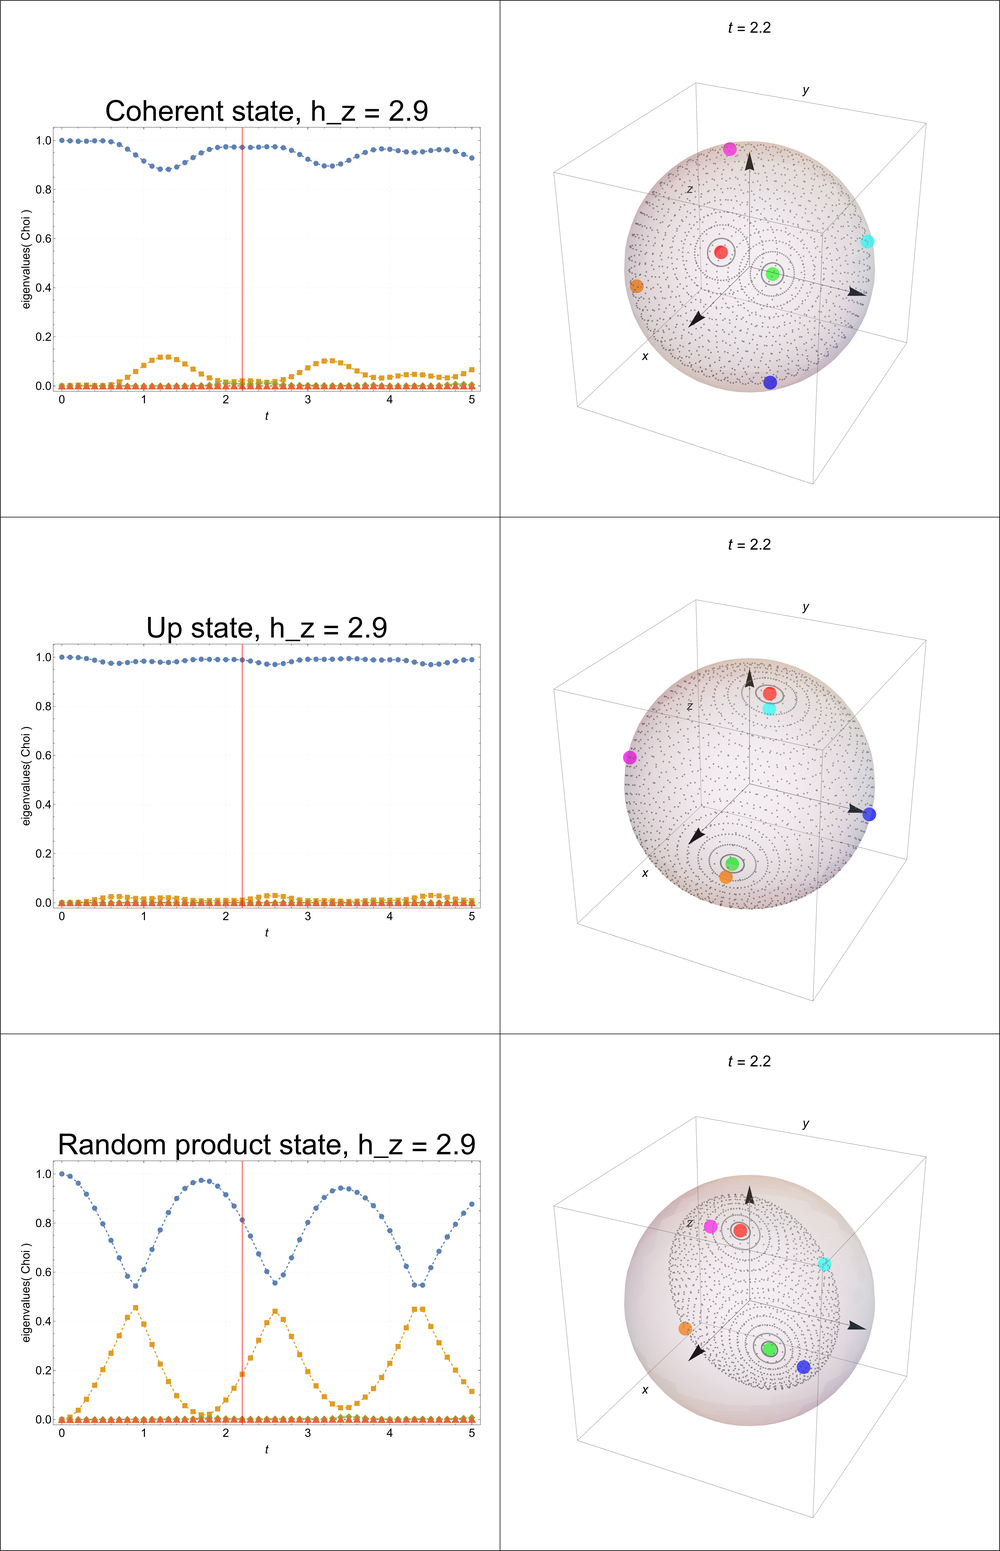 Coherent state, h_z = 2.9
eigenvalues( Choi )
1.0
0.8
0.6
0.4
0.2
0.0
0 1 2 3 4 5
t
t = 2.2
y
z
x
Up state, h_z = 2.9
eigenvalues( Choi )
1.0
0.8
0.6
0.4
0.2
0.0
0 1 2 3 4 5
t
t = 2.2
y
z
x
Random product state, h_z = 2.9
eigenvalues( Choi )
1.0
0.8
0.6
0.4
0.2
0.0
0 1 2 3 4 5
t
t = 2.2
y
z
x